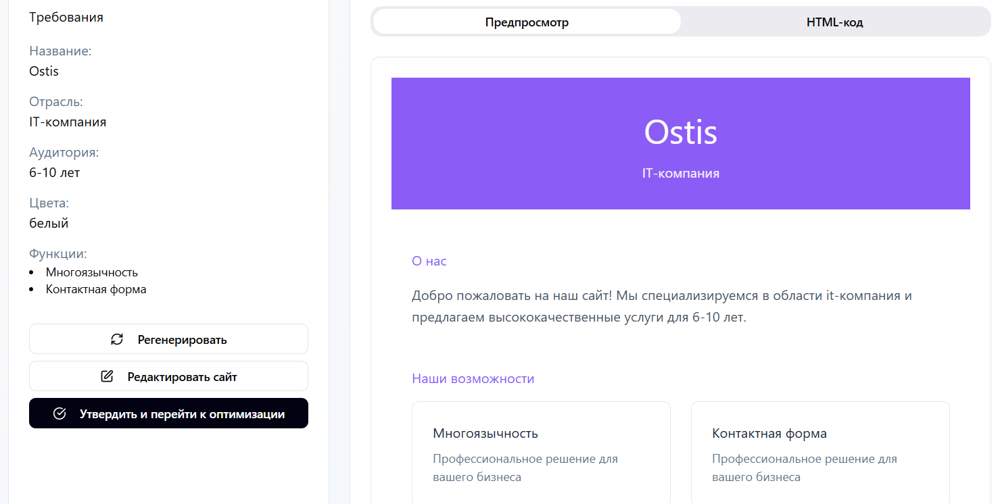 Требования
Название:
Ostis
Отрасль:
IT-компания
Аудитория:
6-10 лет
Цвета:
белый
Функции:
• Многоязычность
• Контактная форма
Регенерировать
Редактировать сайт
Утвердить и перейти к оптимизации
Предпросмотр
HTML-код
Ostis
IT-компания
О нас
Добро пожаловать на наш сайт! Мы специализируемся в области it-компания и
предлагаем высококачественные услуги для 6-10 лет.
Наши возможности
Многоязычность
Профессиональное решение для
вашего бизнеса
Контактная форма
Профессиональное решение для
вашего бизнеса